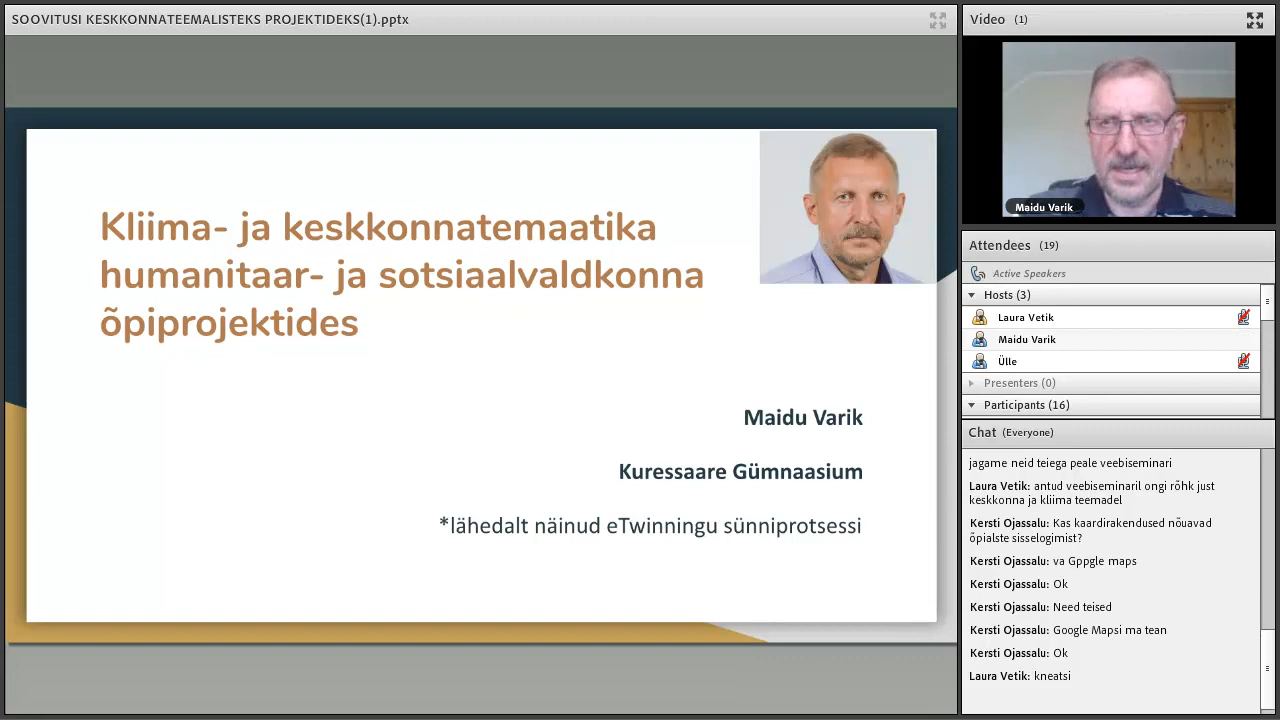 SOOVITUSI KESKKONNATEEMALISTEKS PROJEKTIDEKS(1).pptx
Kliima- ja keskkonnatemaatika
humanitaar- ja sotsiaalvaldkonna
õpiprojektides
Maidu Varik
Kuressaare Gümnaasium
*lähedalt näinud eTwinningu sünniprotsessi
Video (1)
Maidu Varik
Attendees (19)
Active Speakers
Hosts (3)
Laura Vetik
Maidu Varik
Ülle
Presenters (0)
Participants (16)
Chat (Everyone)
jagame neid teiega peale veebiseminari
Laura Vetik: antud veebiseminaril ongi rõhk just
keskkonna ja kliima teemadel
Kersti Ojassalu: Kas kaardirakendused nõuavad
õpialste sisselogimist?
Kersti Ojassalu: va Gppgle maps
Kersti Ojassalu: Ok
Kersti Ojassalu: Need teised
Kersti Ojassalu: Google Mapsi ma tean
Kersti Ojassalu: Ok
Laura Vetik: kneatsi